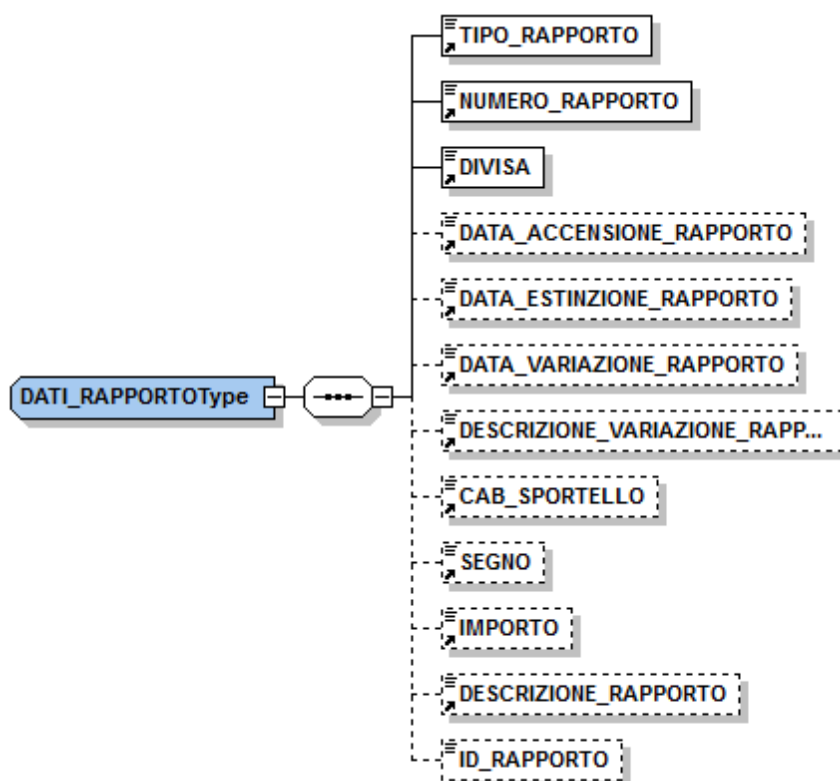 TIPO_RAPPORTO
NUMERO_RAPPORTO
DIVISA
DATA_ACCENSIONE_RAPPORTO
DATA_ESTINZIONE_RAPPORTO
DATA_VARIAZIONE_RAPPORTO
DATI_RAPPORTOType
DESCRIZIONE_VARIAZIONE_RAPP...
CAB_SPORTELLO
SEGNO
IMPORTO
DESCRIZIONE_RAPPORTO
ID_RAPPORTO